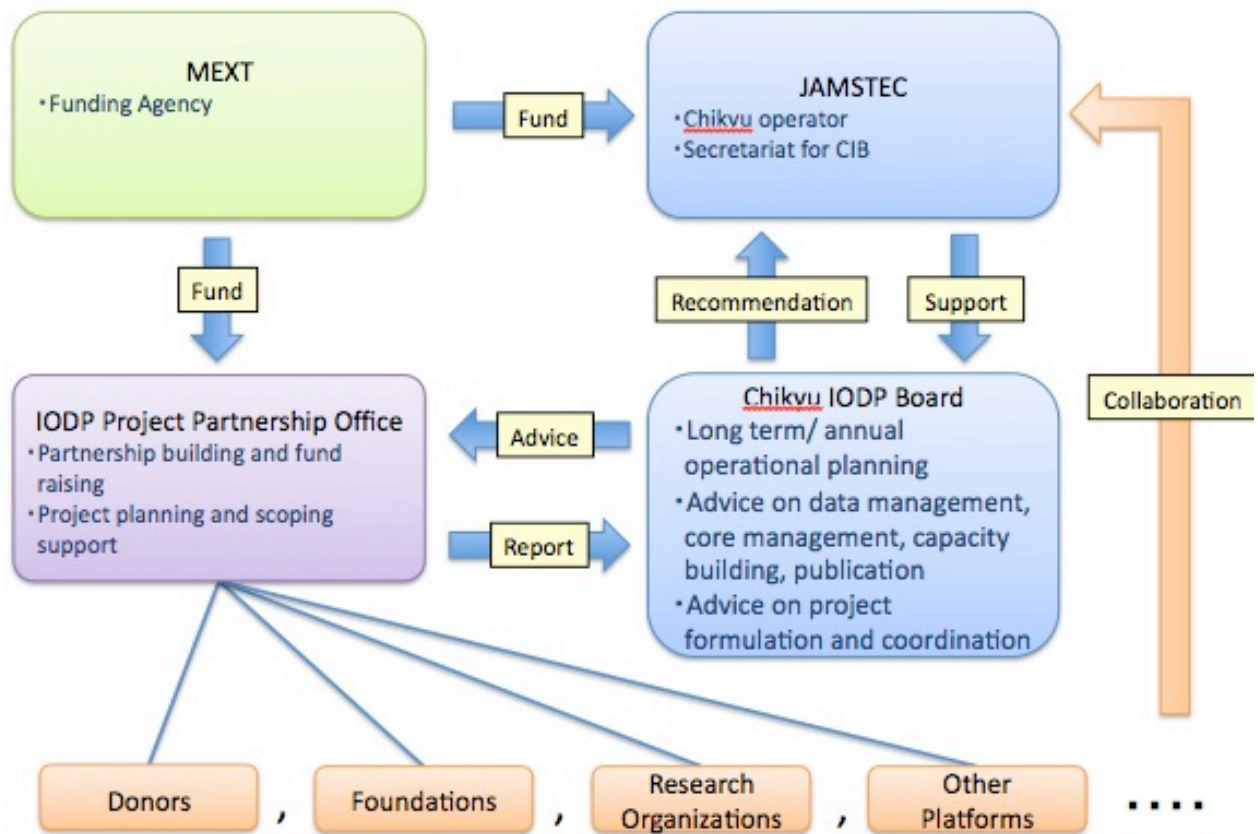 MEXT
・Funding Agency
Fund
JAMSTEC
・Chikyu operator
・Secretariat for CIB
Fund
Recommendation
Support
Collaboration
IODP Project Partnership Office
・Partnership building and fund
raising
・Project planning and scoping
support
Advice
Report
Chikyu IODP Board
・Long term/ annual
operational planning
・Advice on data management,
core management, capacity
building, publication
・Advice on project
formulation and coordination
Donors , Foundations , Research
Organizations , Other
Platforms ....